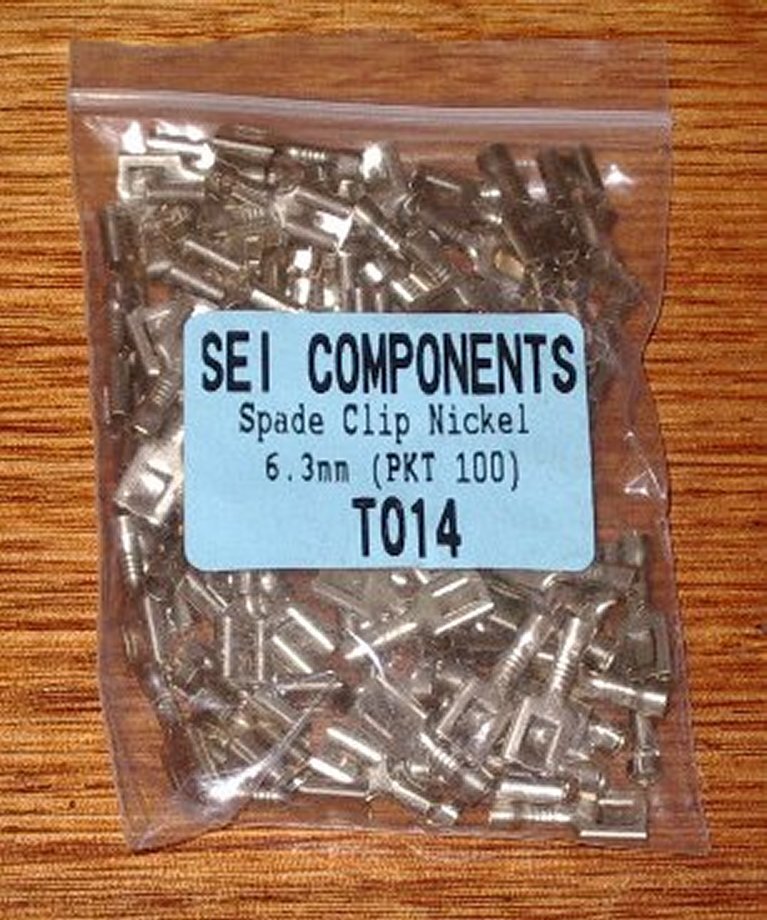 SEI COMPONENTS
Spade Clip Nickel
6.3mm (PKT 100)
T014